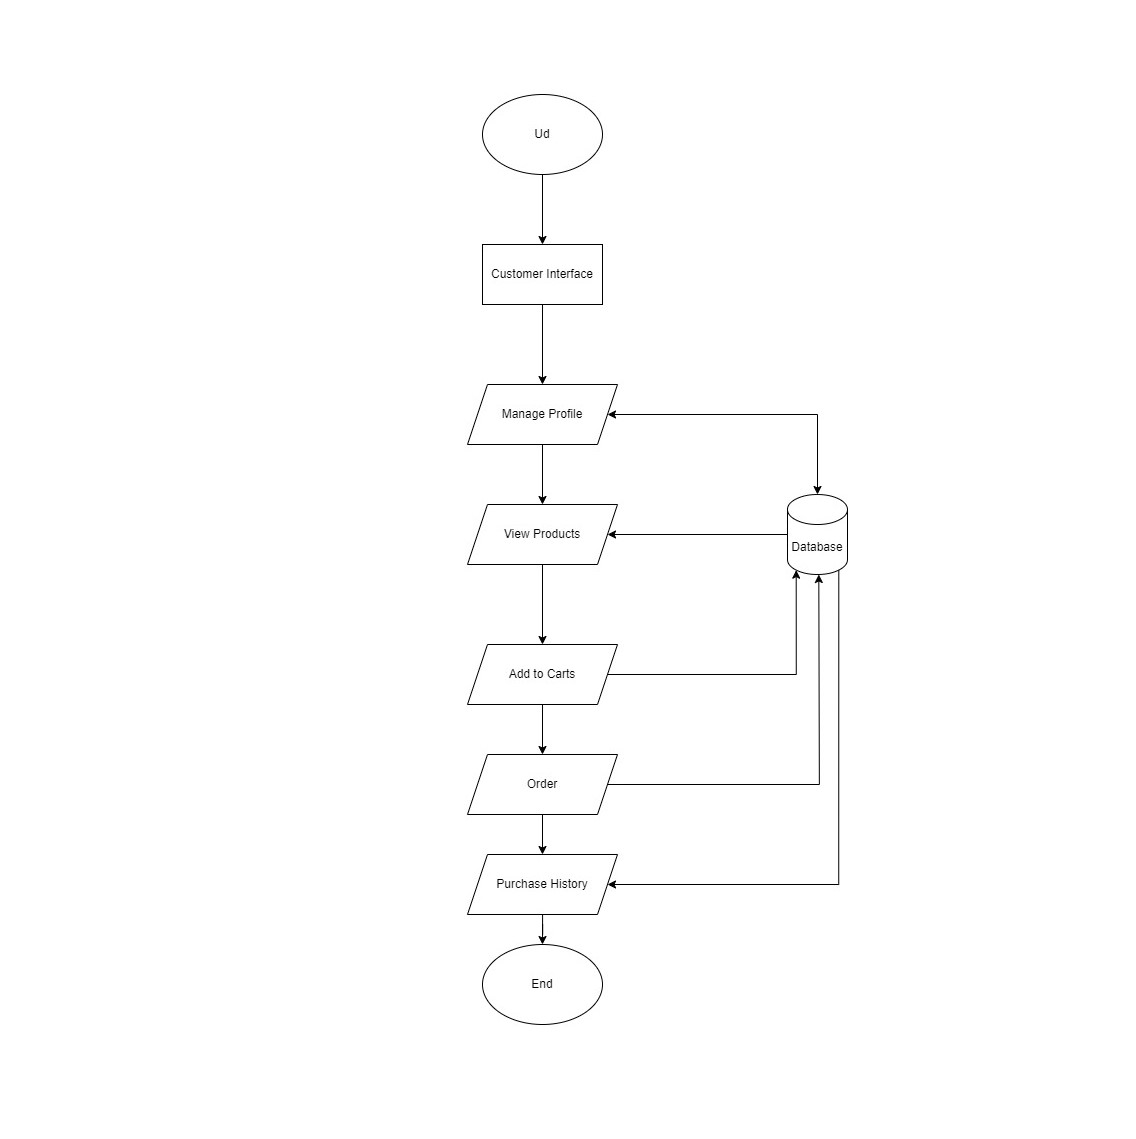 Ud
Customer Interface
Manage Profile
View Products
Database
Add to Carts
Order
Purchase History
End